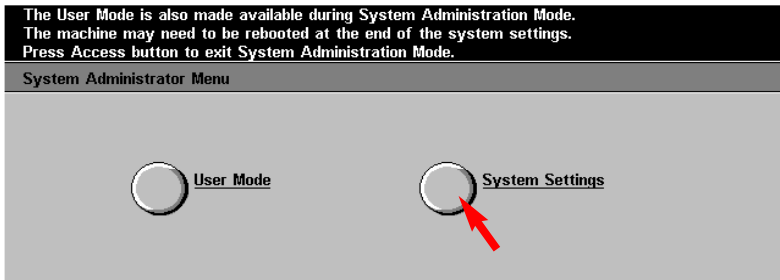 The User Mode is also made available during System Administration Mode.
The machine may need to be rebooted at the end of the system settings.
Press Access button to exit System Administration Mode.
System Administrator Menu
User Mode
System Settings